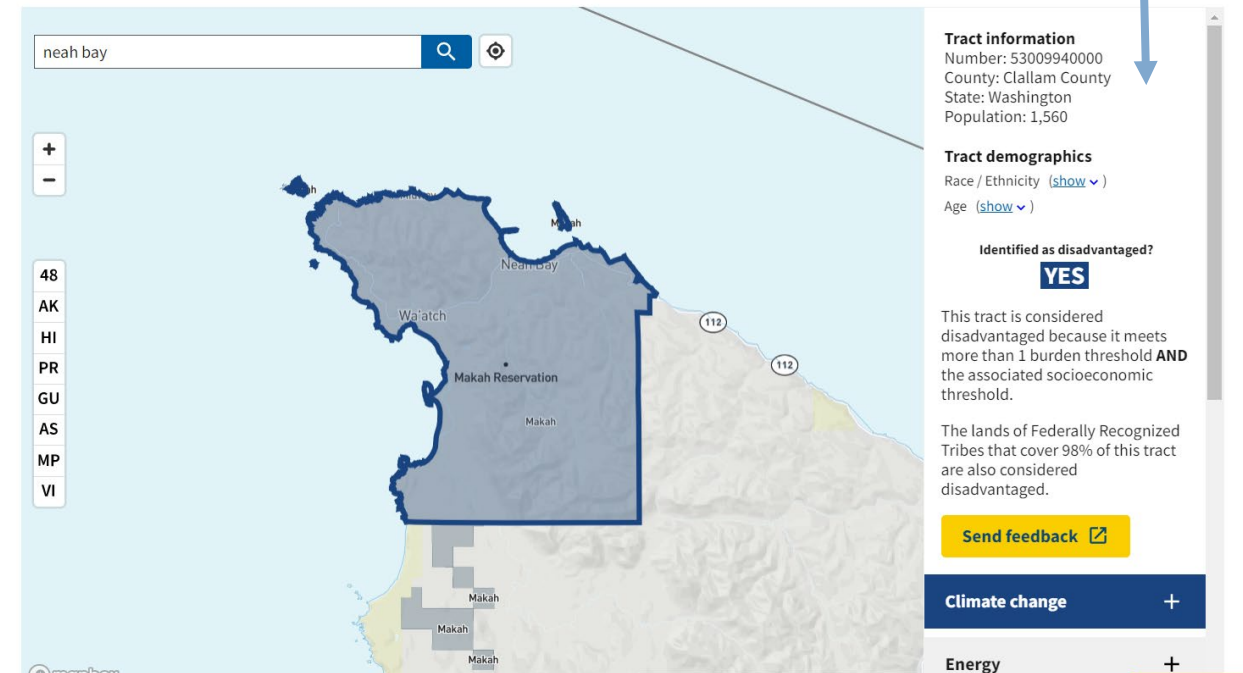 neah bay
+
−
48
AK
HI
PR
GU
AS
MP
VI
Neah Bay
Wa'atch
Makah Reservation
Makah
112
112
Makah
Makah
Makah
mapbox
Tract information
Number: 53009940000
County: Clallam County
State: Washington
Population: 1,560
Tract demographics
Race / Ethnicity (show)
Age (show)
Identified as disadvantaged?
YES
This tract is considered
disadvantaged because it meets
more than 1 burden threshold AND
the associated socioeconomic
threshold.
The lands of Federally Recognized
Tribes that cover 98% of this tract
are also considered
disadvantaged.
Send feedback
Climate change +
Energy +